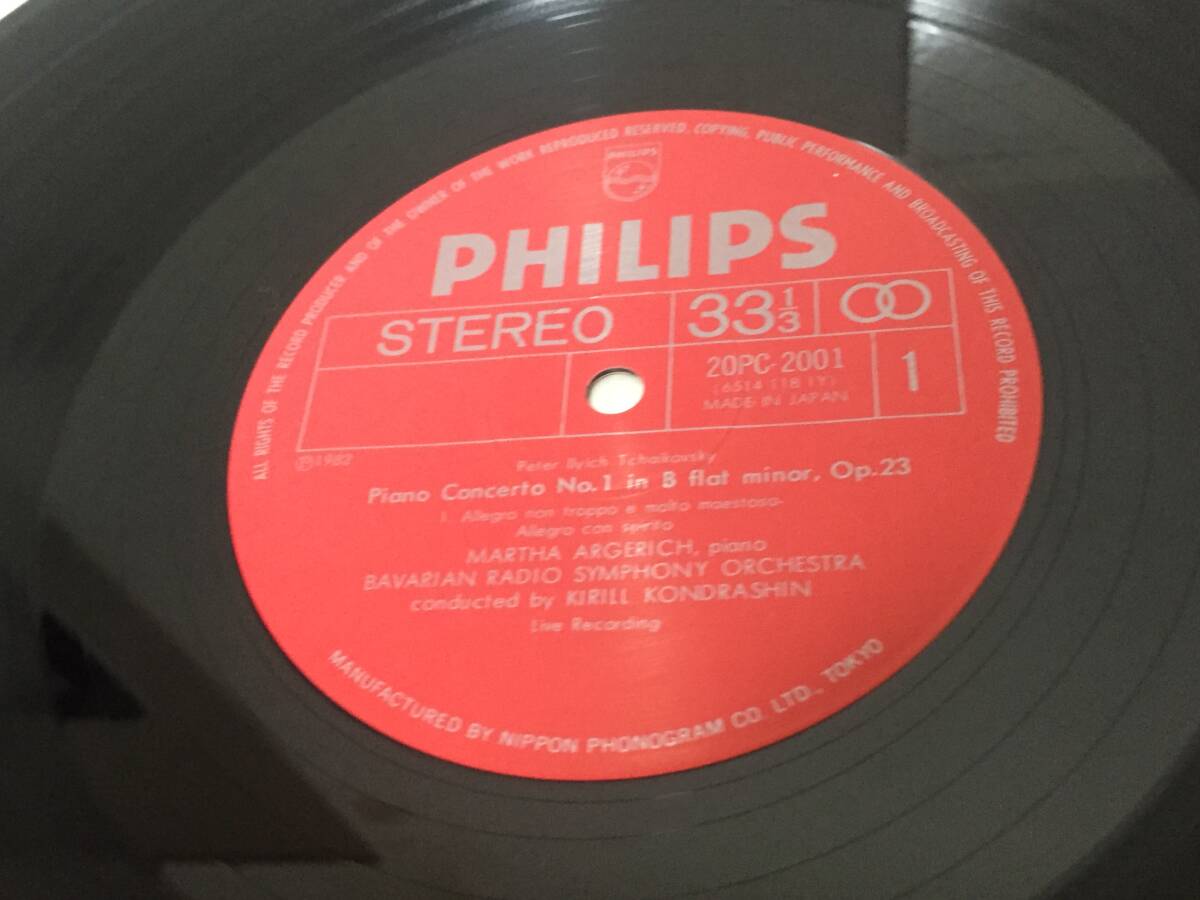 ALL RIGHTS OF THE RECORD PRODUCER AND OF THE OWNER OF THE WORK REPRODUCED RESERVED. COPYING, PUBLIC PERFORMANCE AND BROADCASTING OF THIS RECORD PROHIBITED
PHILIPS
PHILIPS
STEREO
33 1/3
20PC-2001
(6514 118 1Y)
MADE IN JAPAN
1
℗1982
Peter Ilyich Tchaikovsky
Piano Concerto No.1 in B flat minor, Op.23
1. Allegro non troppo e molto maestoso-
Allegro con spirito
MARTHA ARGERICH, piano
BAVARIAN RADIO SYMPHONY ORCHESTRA
conducted by KIRILL KONDRASHIN
Live Recording
MANUFACTURED BY NIPPON PHONOGRAM CO. LTD., TOKYO